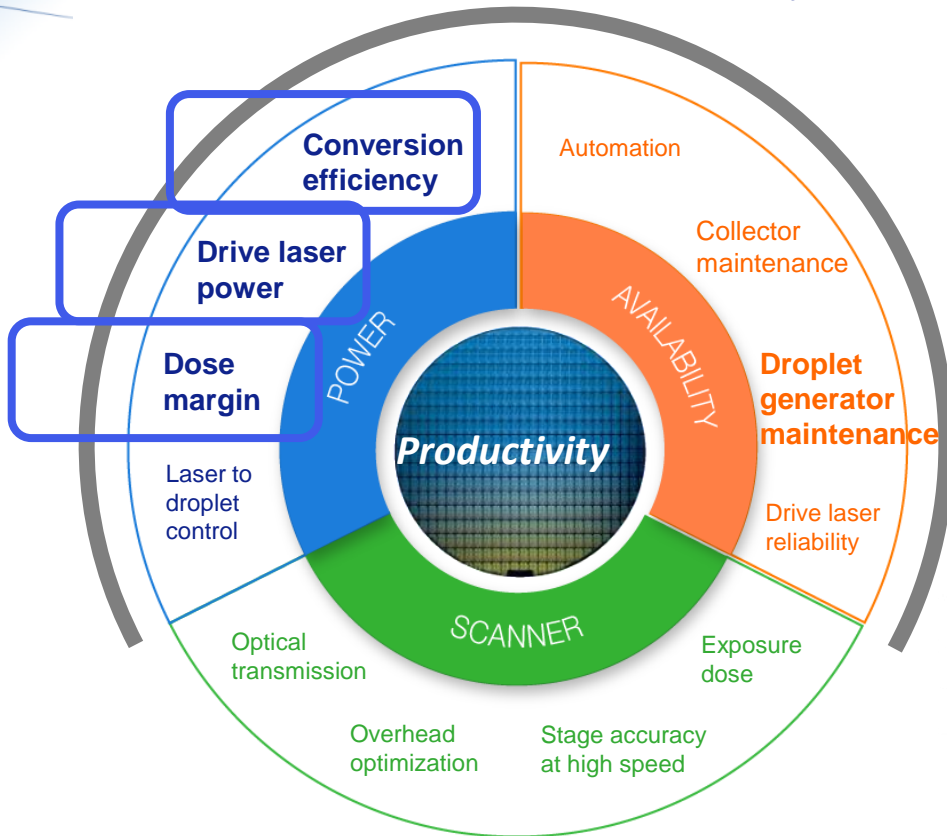 Conversion
efficiency
Drive laser
power
Dose
margin
Laser to
droplet
control
POWER
Automation
Collector
maintenance
Droplet
generator
maintenance
Drive laser
reliability
AVAILABILITY
Productivity
SCANNER
Optical
transmission
Overhead
optimization
Stage accuracy
at high speed
Exposure
dose